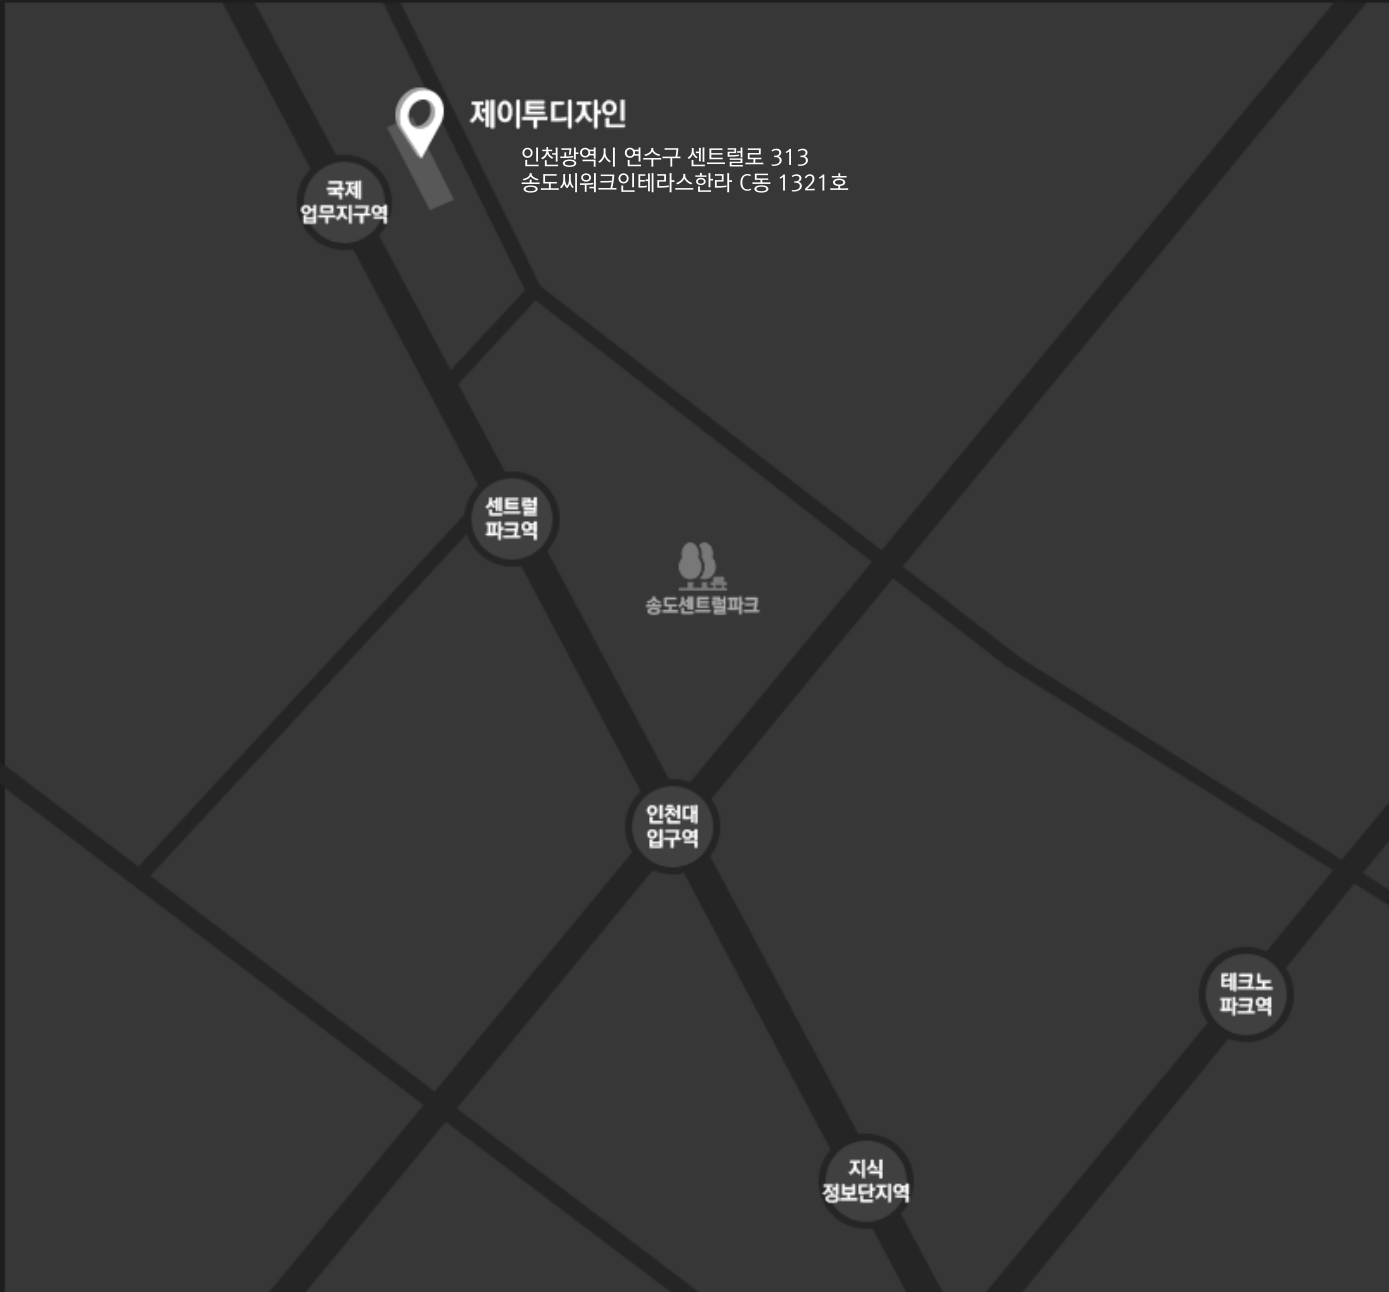 제이투디자인
인천광역시 연수구 센트럴로 313
송도씨워크인테라스한라 C동 1321호
국제
업무지구역
센트럴
파크역
송도센트럴파크
인천대
입구역
테크노
파크역
지식
정보단지역